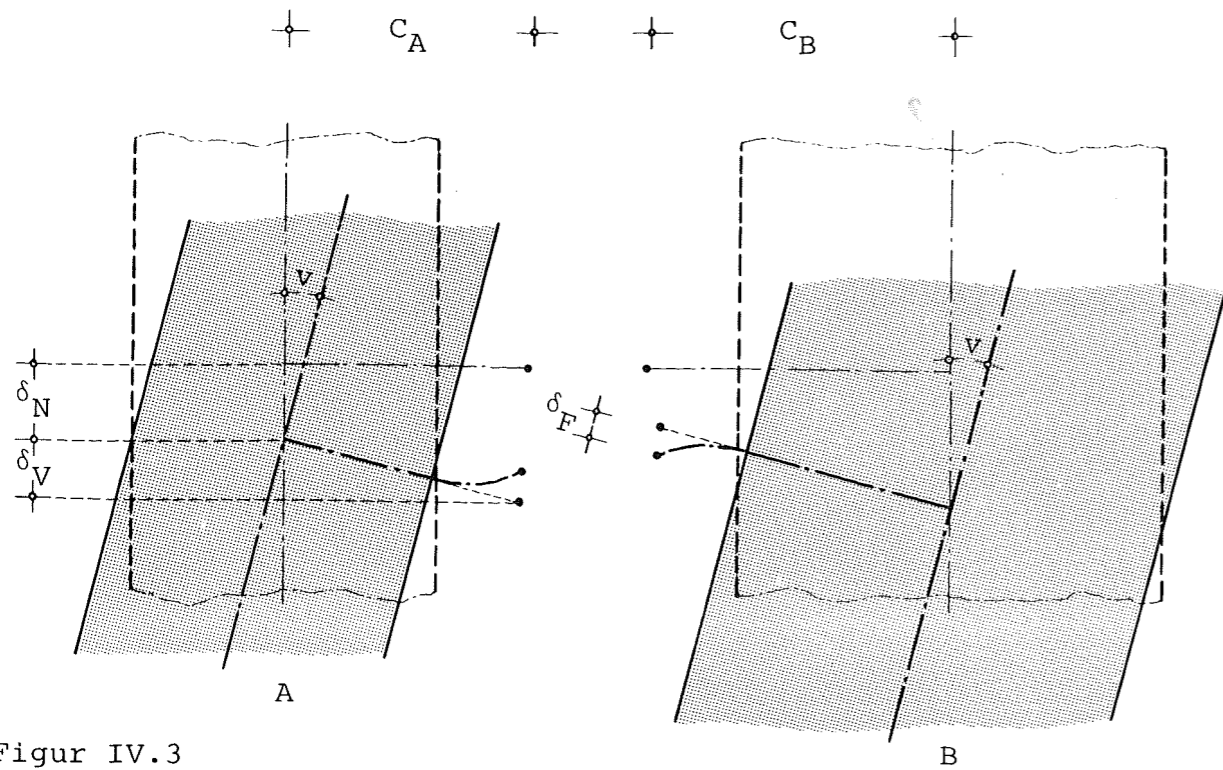 C_A C_B
v
v
δ_N
δ_F
δ_V
A
B
Figur IV.3